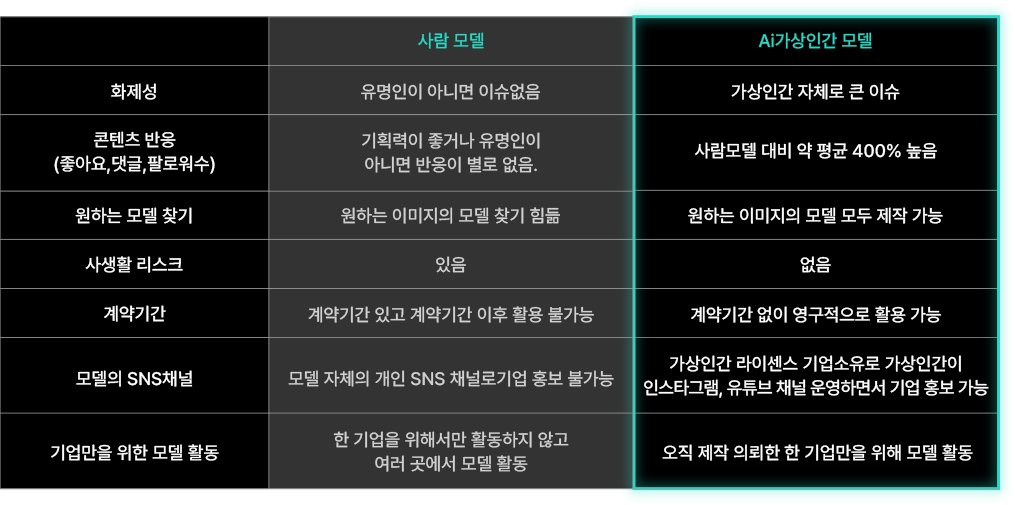 사람 모델
Ai가상인간 모델
화제성
유명인이 아니면 이슈없음
가상인간 자체로 큰 이슈
콘텐츠 반응
(좋아요,댓글,팔로워수)
기획력이 좋거나 유명인이
아니면 반응이 별로 없음.
사람모델 대비 약 평균 400% 높음
원하는 모델 찾기
원하는 이미지의 모델 찾기 힘듦
원하는 이미지의 모델 모두 제작 가능
사생활 리스크
있음
없음
계약기간
계약기간 있고 계약기간 이후 활용 불가능
계약기간 없이 영구적으로 활용 가능
모델의 SNS채널
모델 자체의 개인 SNS 채널로기업 홍보 불가능
가상인간 라이센스 기업소유로 가상인간이
인스타그램, 유튜브 채널 운영하면서 기업 홍보 가능
기업만을 위한 모델 활동
한 기업을 위해서만 활동하지 않고
여러 곳에서 모델 활동
오직 제작 의뢰한 한 기업만을 위해 모델 활동